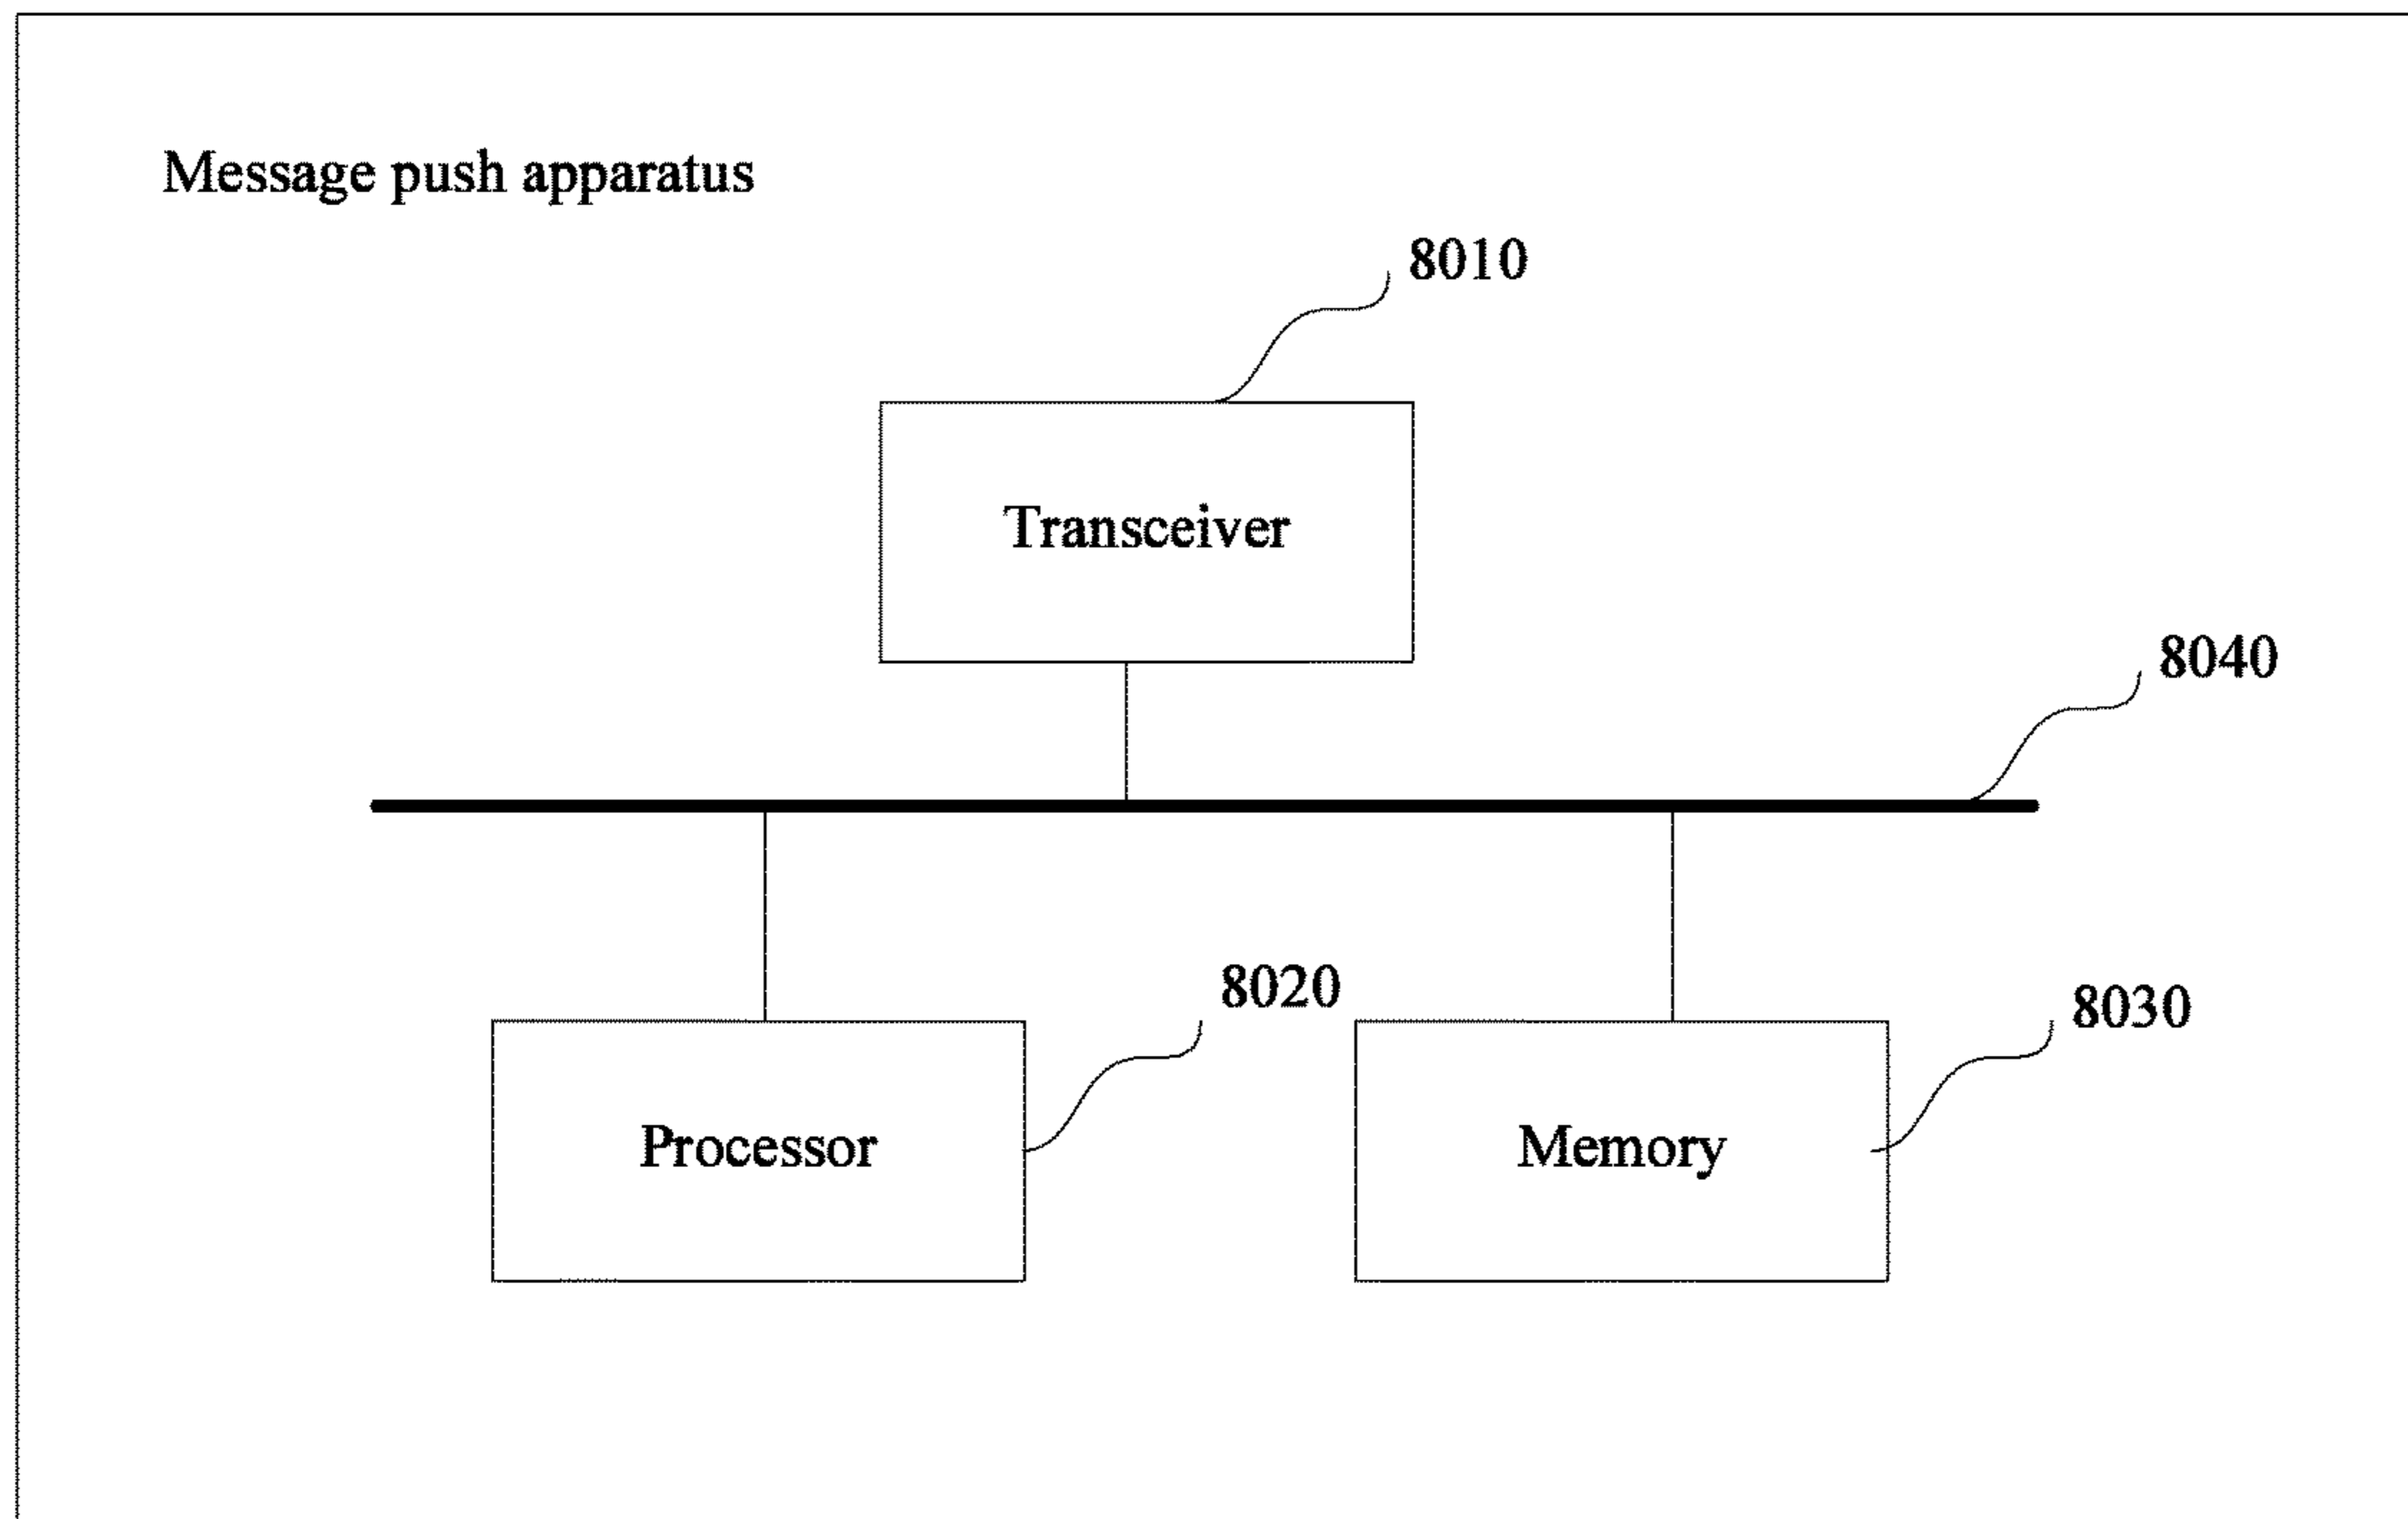 Message push apparatus
8010
Transceiver
8040
8020
8030
Processor
Memory